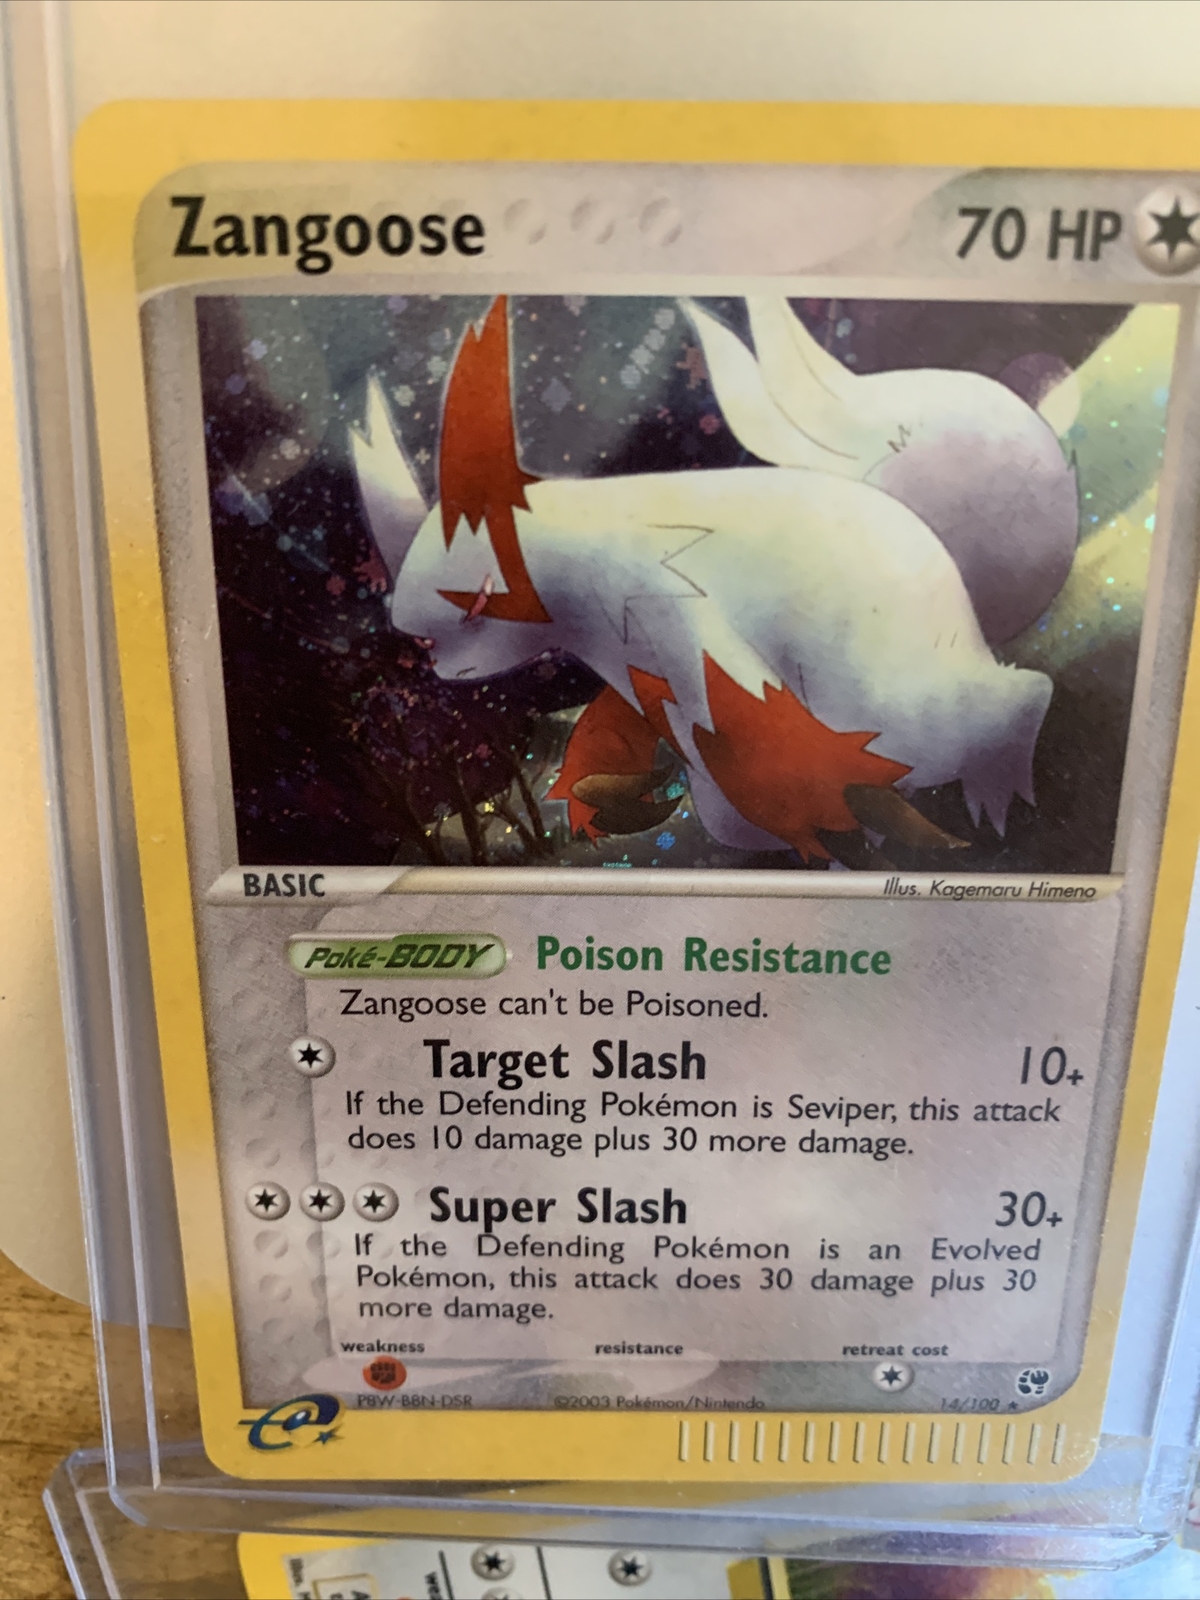 Zangoose 70 HP
BASIC
Illus. Kagemaru Himeno
Poké-BODY Poison Resistance
Zangoose can't be Poisoned.
Target Slash 10+
If the Defending Pokémon is Seviper, this attack
does 10 damage plus 30 more damage.
Super Slash 30+
If the Defending Pokémon is an Evolved
Pokémon, this attack does 30 damage plus 30
more damage.
weakness resistance retreat cost
P8W-B8N-DSR ©2003 Pokémon/Nintendo 14/100 ★
e